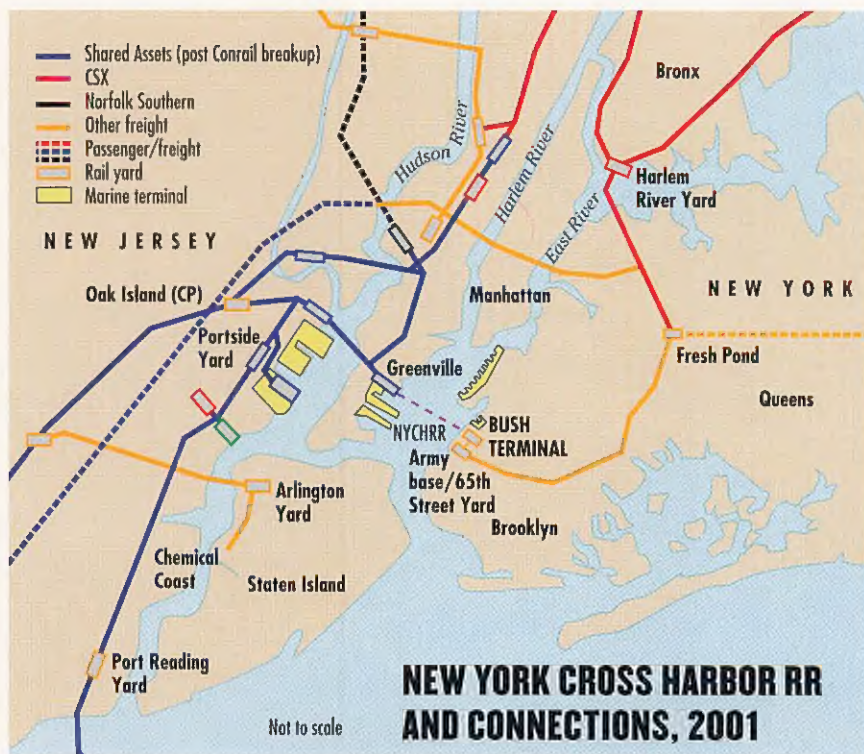 Shared Assets (post Conrail breakup)
CSX
Norfolk Southern
Other freight
Passenger/freight
Rail yard
Marine terminal
Bronx
Hudson River
Harlem River
East River
Harlem
River Yard
NEW JERSEY
Manhattan
NEW YORK
Oak Island (CP)
Portside
Yard
Greenville
Fresh Pond
Queens
NYCHRR
BUSH
TERMINAL
Army
base/65th
Street Yard
Arlington
Yard
Brooklyn
Chemical
Coast
Staten Island
Port Reading
Yard
Not to scale
NEW YORK CROSS HARBOR RR
AND CONNECTIONS, 2001